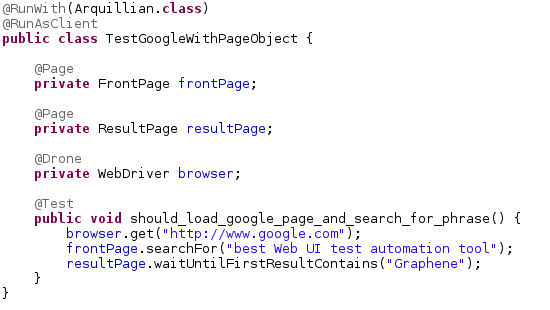 @RunWith(Arquillian.class)
@RunAsClient
public class TestGoogleWithPageObject {
@Page
private FrontPage frontPage;
@Page
private ResultPage resultPage;
@Drone
private WebDriver browser;
@Test
public void should_load_google_page_and_search_for_phrase() {
browser.get("http://www.google.com");
frontPage.searchFor("best Web UI test automation tool");
resultPage.waitUntilFirstResultContains("Graphene");
}
}